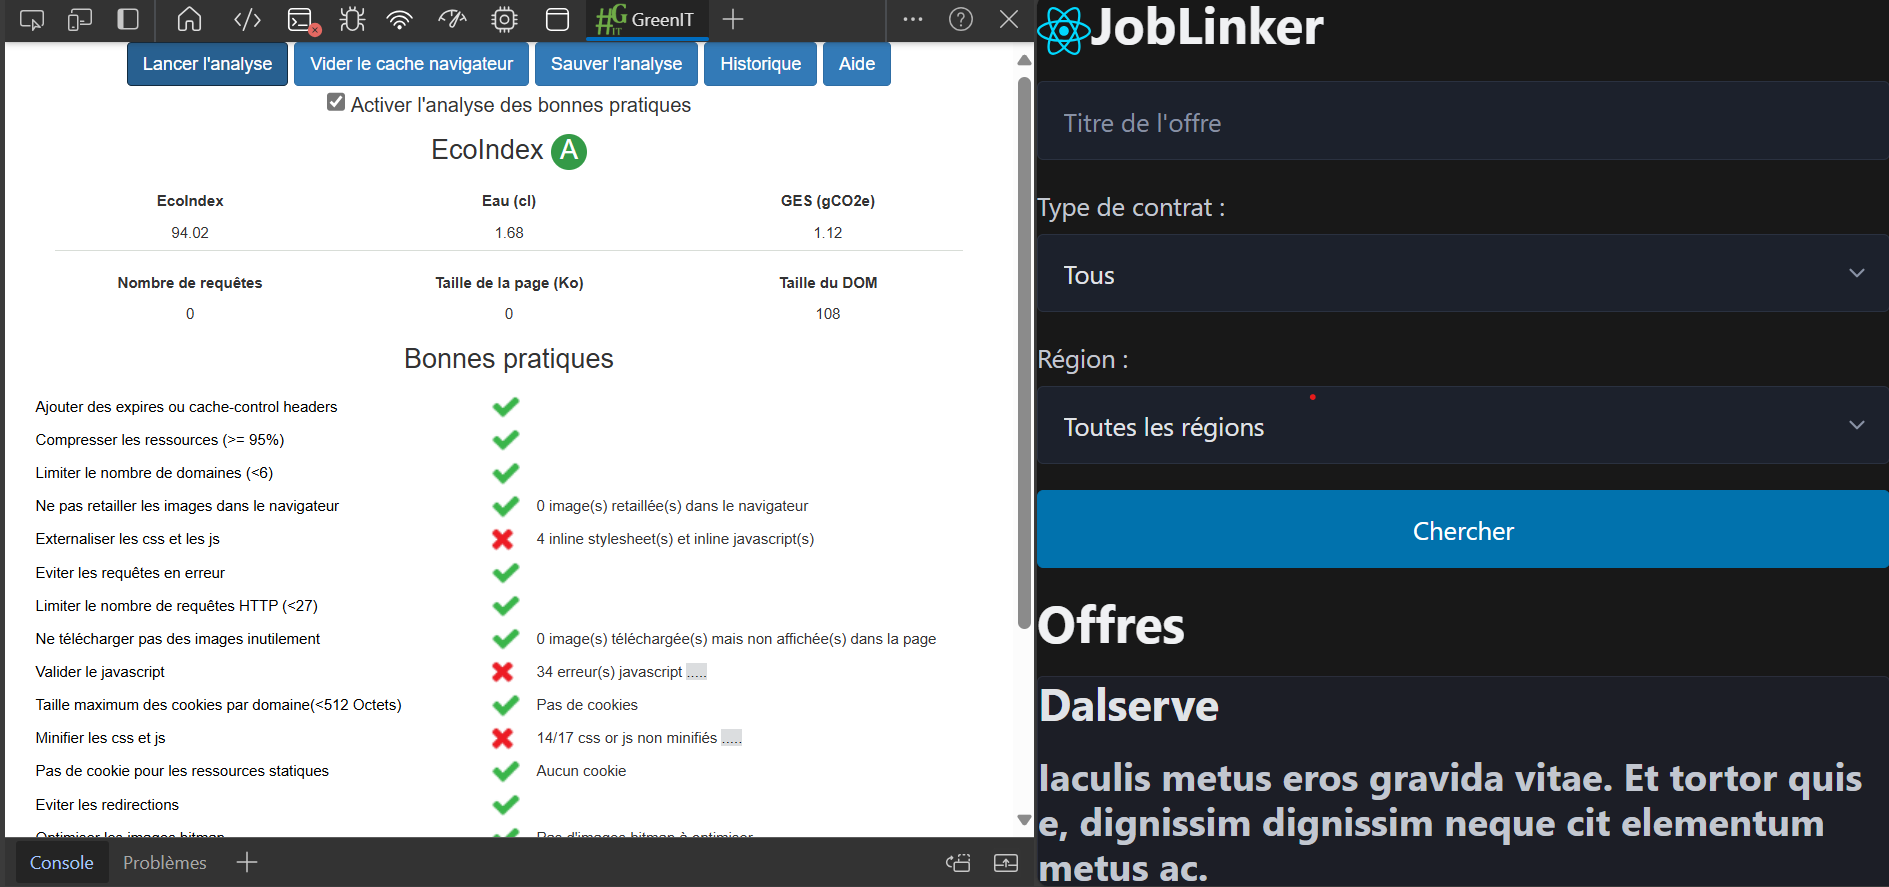 GreenIT
Lancer l'analyse
Vider le cache navigateur
Sauver l'analyse
Historique
Aide
Activer l'analyse des bonnes pratiques
EcoIndex A
EcoIndex
Eau (cl)
GES (gCO2e)
94.02
1.68
1.12
Nombre de requêtes
Taille de la page (Ko)
Taille du DOM
0
0
108
Bonnes pratiques
Ajouter des expires ou cache-control headers
Compresser les ressources (>= 95%)
Limiter le nombre de domaines (<6)
Ne pas retailler les images dans le navigateur
0 image(s) retaillée(s) dans le navigateur
Externaliser les css et les js
4 inline stylesheet(s) et inline javascript(s)
Eviter les requêtes en erreur
Limiter le nombre de requêtes HTTP (<27)
Ne télécharger pas des images inutilement
0 image(s) téléchargée(s) mais non affichée(s) dans la page
Valider le javascript
34 erreur(s) javascript .....
Taille maximum des cookies par domaine(<512 Octets)
Pas de cookies
Minifier les css et js
14/17 css or js non minifiés .....
Pas de cookie pour les ressources statiques
Aucun cookie
Eviter les redirections
Optimiser les images bitmap
Pas d'images bitmap à optimiser
Console
Problèmes
JobLinker
Titre de l'offre
Type de contrat :
Tous
Région :
Toutes les régions
Chercher
Offres
Dalserve
Iaculis metus eros gravida vitae. Et tortor quis
e, dignissim dignissim neque cit elementum
metus ac.